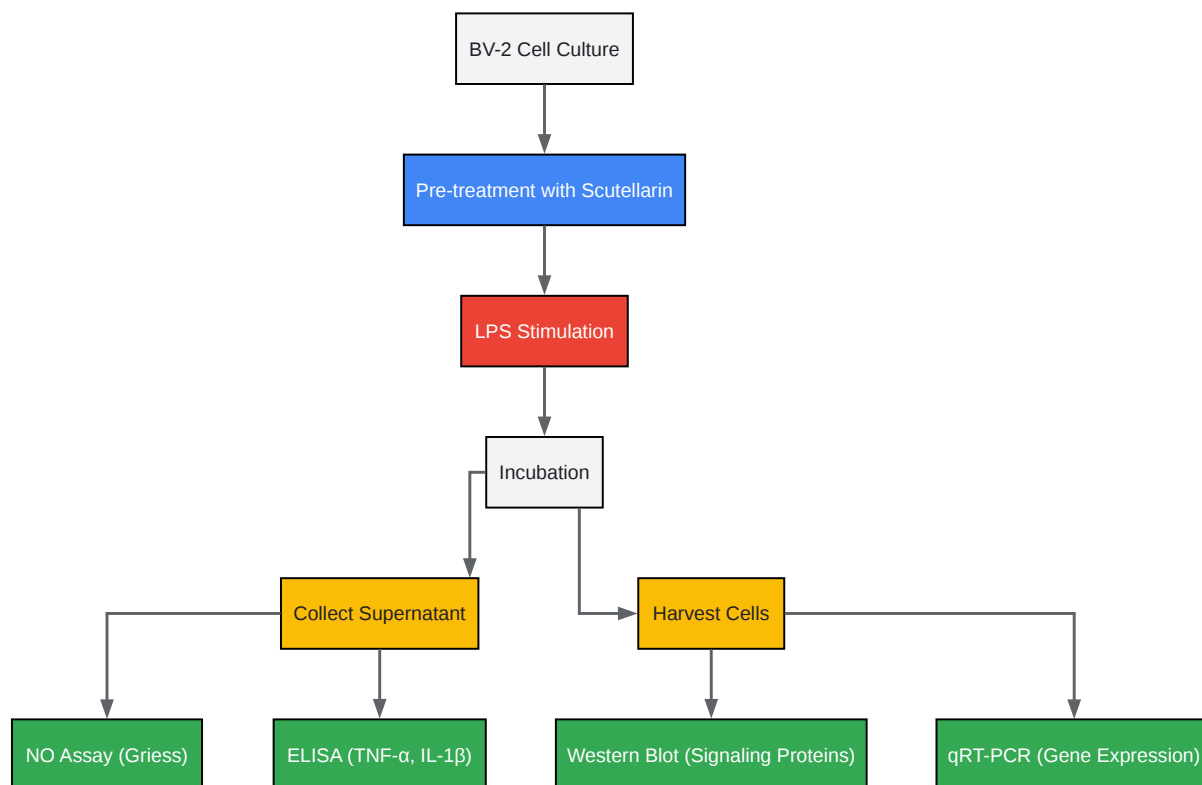 BV-2 Cell Culture
Pre-treatment with Scutellarin
LPS Stimulation
Incubation
Collect Supernatant
Harvest Cells
NO Assay (Griess)
ELISA (TNF-α, IL-1β)
Western Blot (Signaling Proteins)
qRT-PCR (Gene Expression)